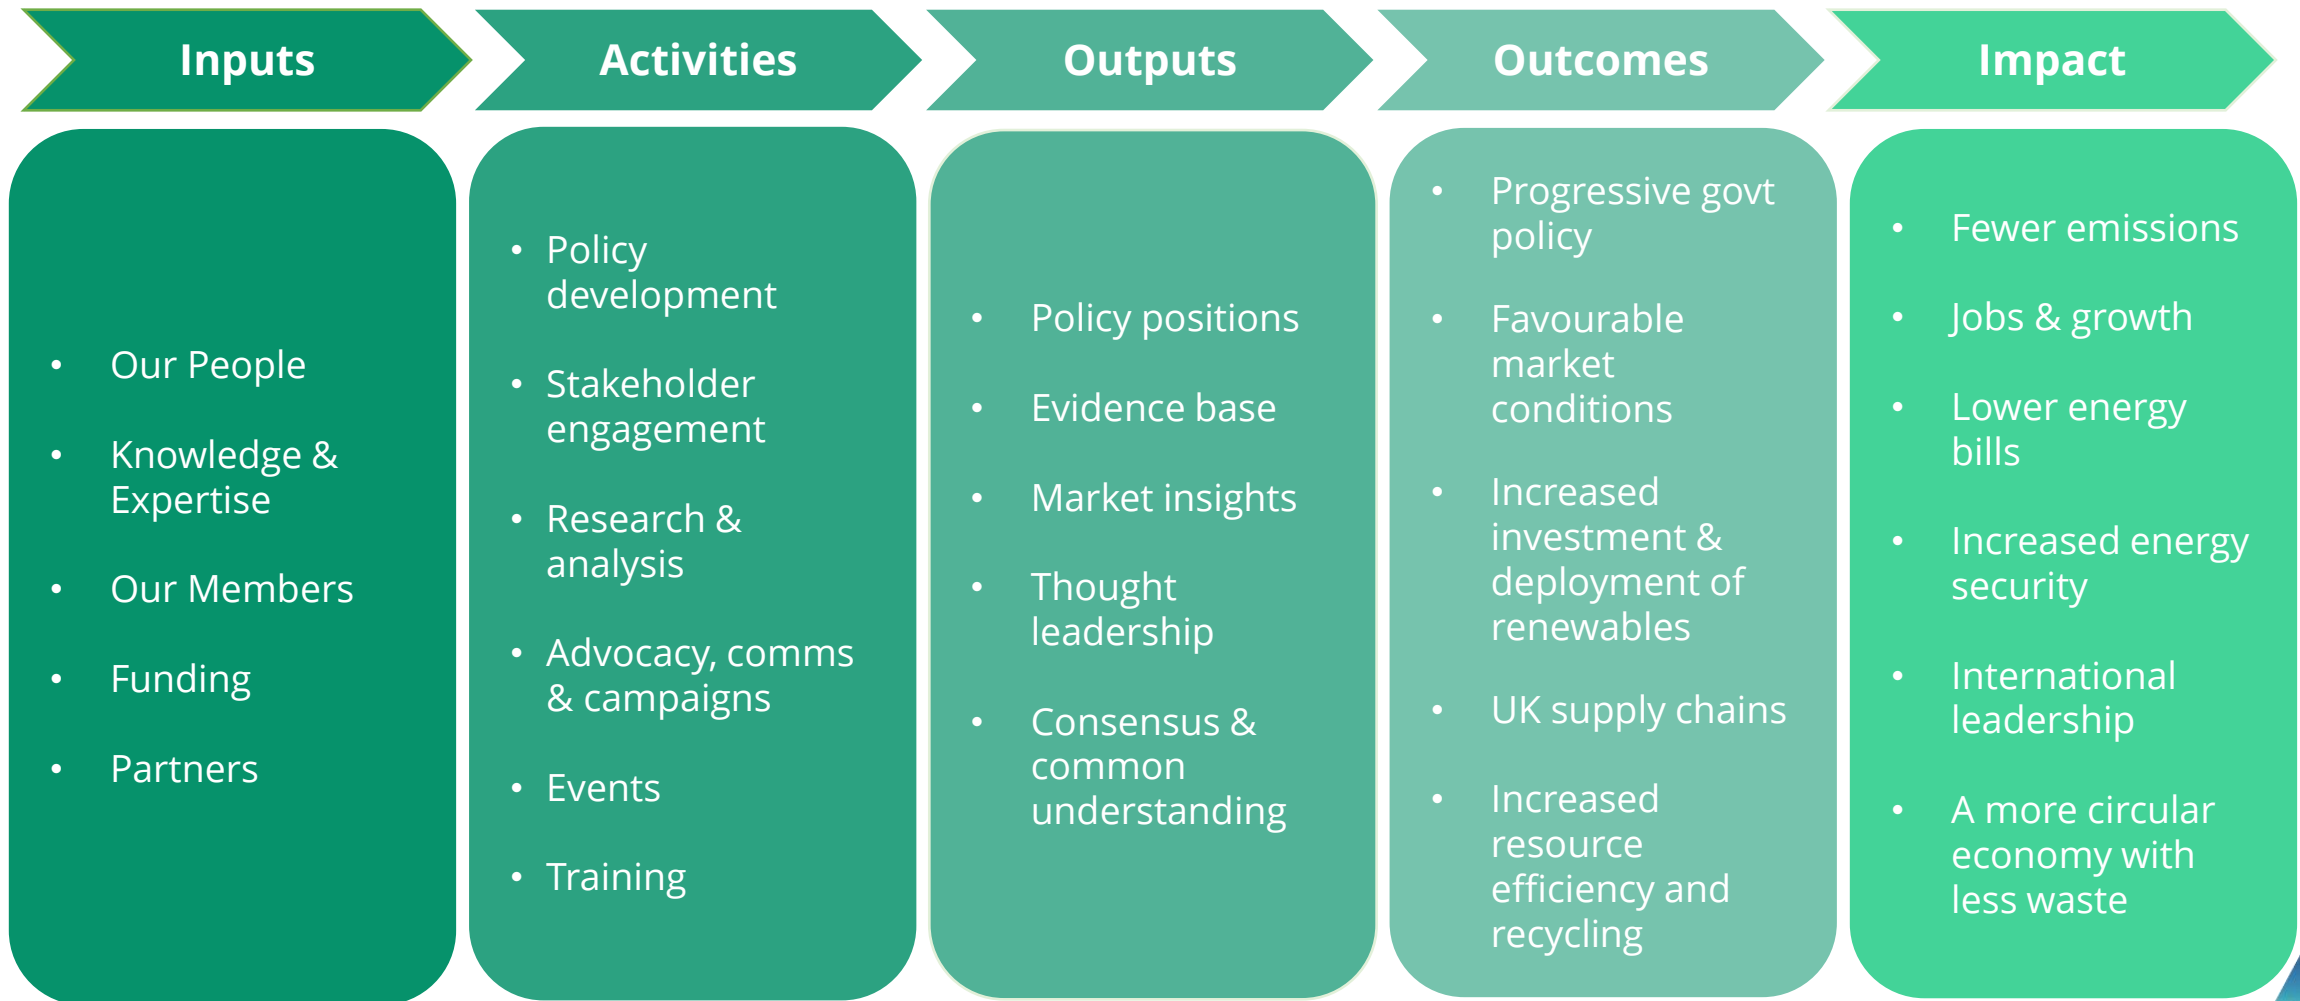 Inputs
Activities
Outputs
Outcomes
Impact
• Our People
• Knowledge &
Expertise
• Our Members
• Funding
• Partners
• Policy
development
• Stakeholder
engagement
• Research &
analysis
• Advocacy, comms
& campaigns
• Events
• Training
• Policy positions
• Evidence base
• Market insights
• Thought
leadership
• Consensus &
common
understanding
• Progressive govt
policy
• Favourable
market
conditions
• Increased
investment &
deployment of
renewables
• UK supply chains
• Increased
resource
efficiency and
recycling
• Fewer emissions
• Jobs & growth
• Lower energy
bills
• Increased energy
security
• International
leadership
• A more circular
economy with
less waste